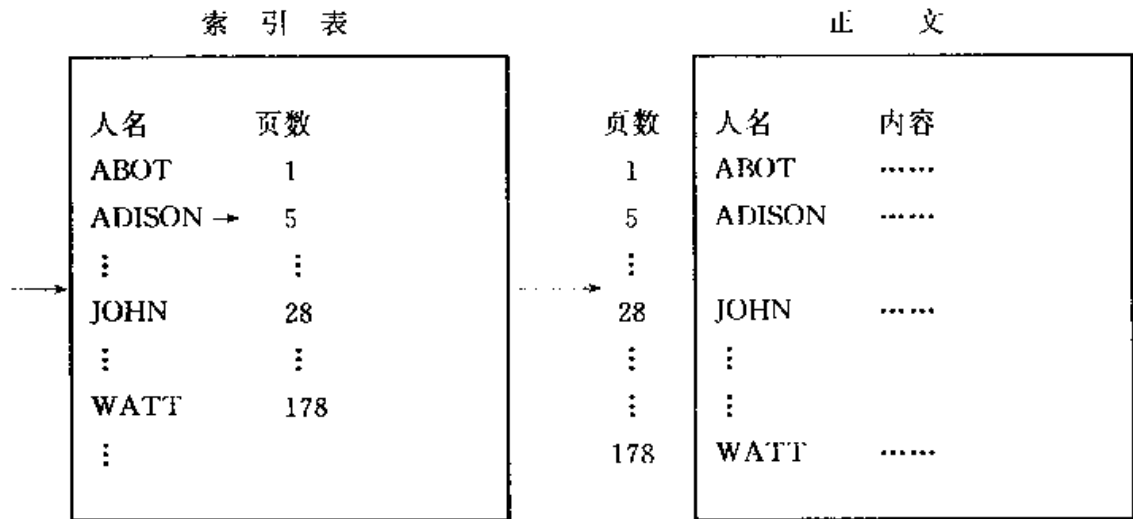 索引表 正文
人名 页数 页数 人名 内容
ABOT 1 1 ABOT ……
ADISON → 5 5 ADISON ……
⋮ ⋮ ⋮
JOHN 28 28 JOHN ……
⋮ ⋮ ⋮ ⋮
WATT 178 ⋮ ⋮
⋮ 178 WATT ……